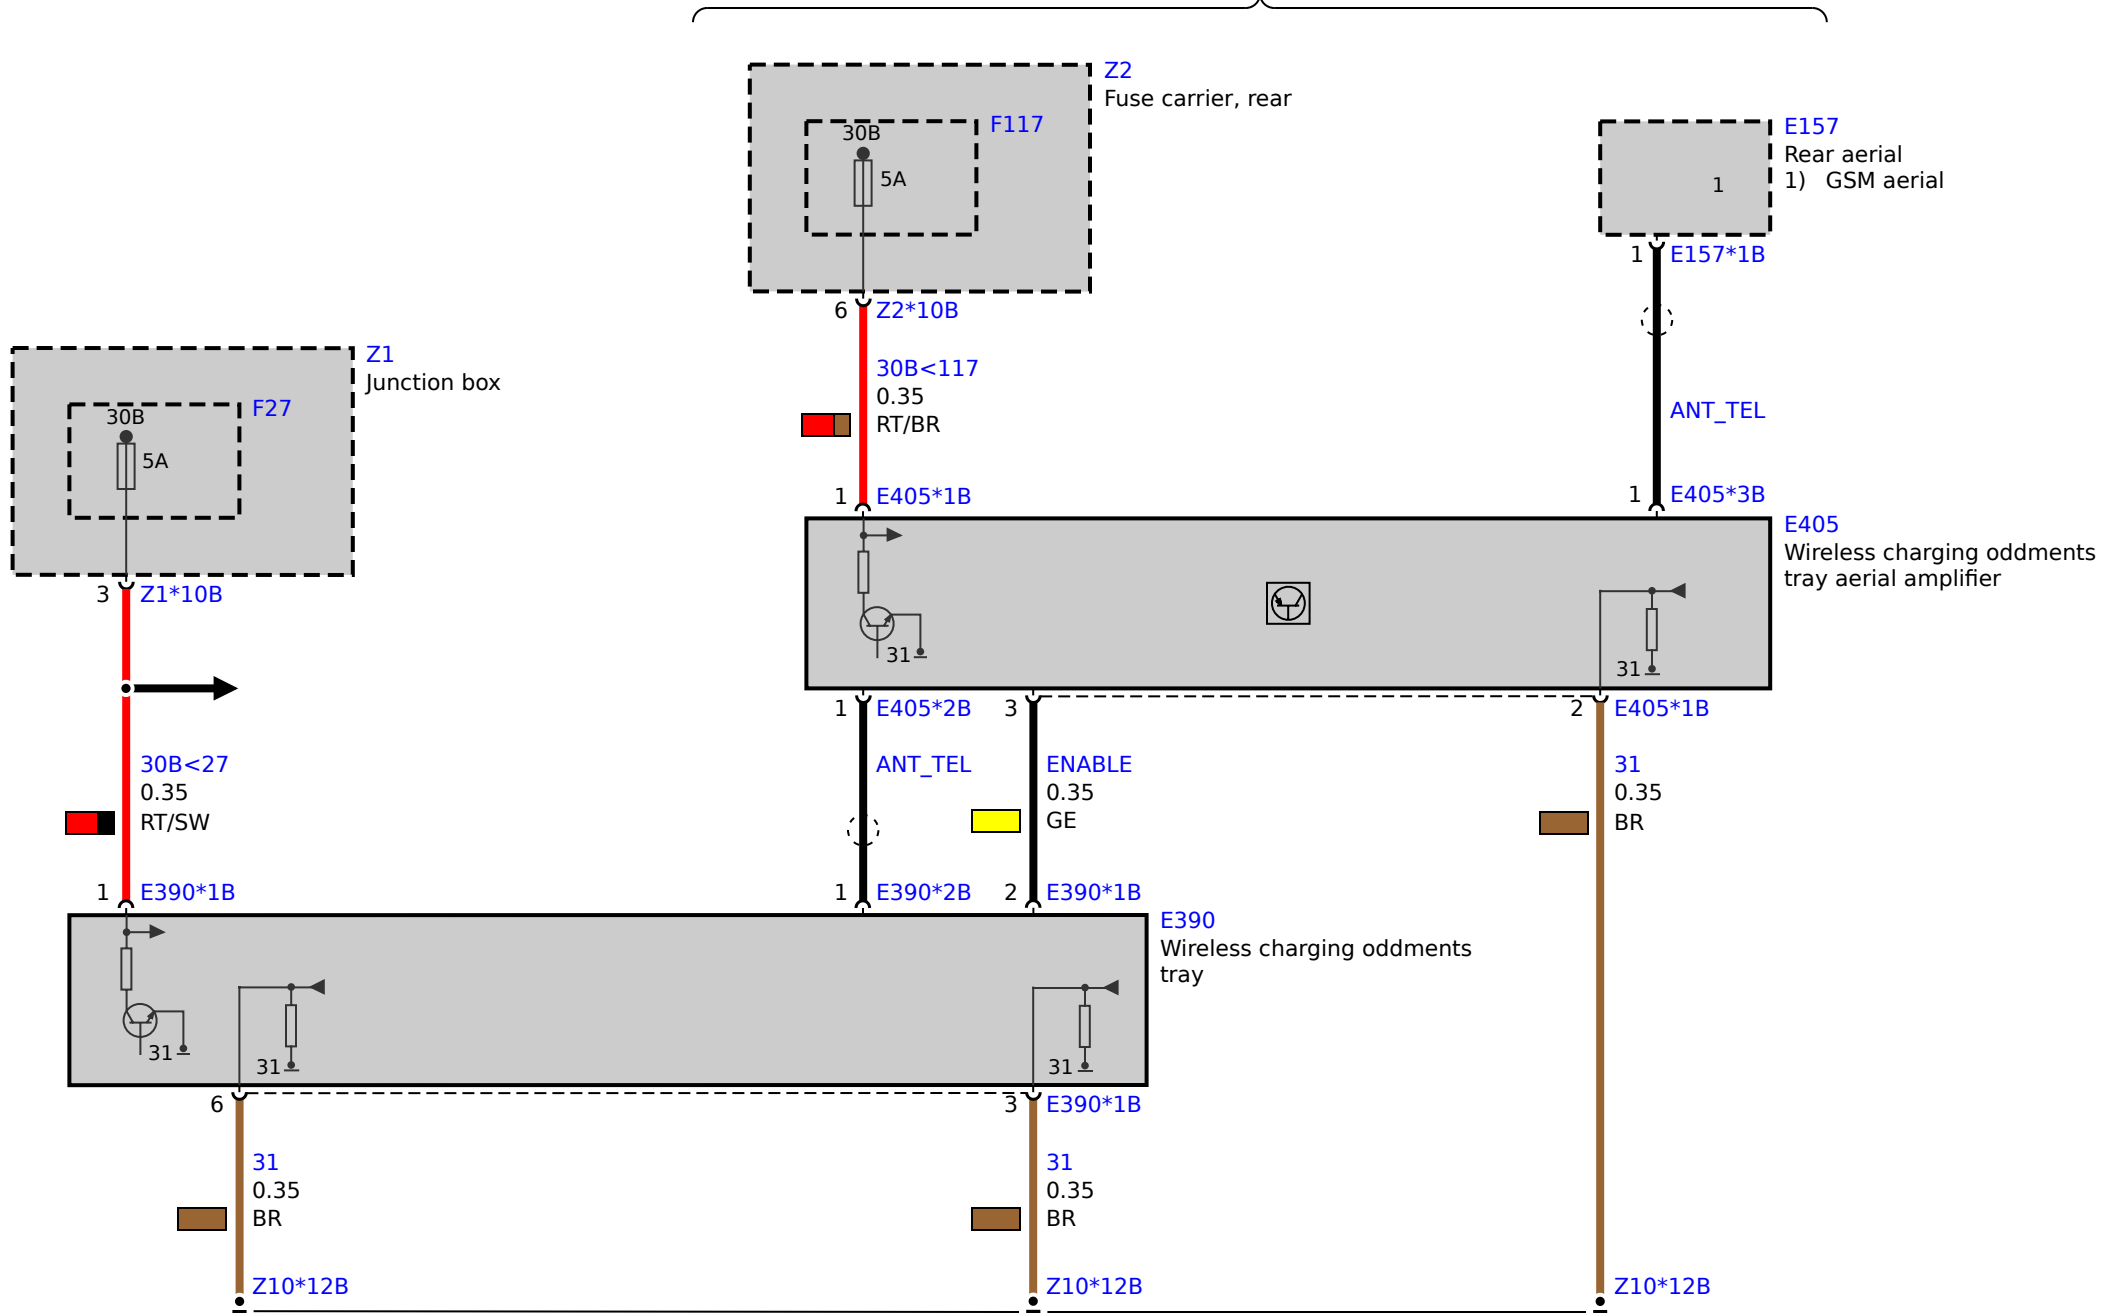 Z2
Fuse carrier, rear
F117
30B
5A
E157
Rear aerial
1) GSM aerial
1
1 E157*1B
6 Z2*10B
Z1
Junction box
F27
30B
5A
30B<117
0.35
RT/BR
ANT_TEL
1 E405*1B
1 E405*3B
E405
Wireless charging oddments
tray aerial amplifier
3 Z1*10B
31
31
1 E405*2B
3
2 E405*1B
30B<27
0.35
RT/SW
ANT_TEL
ENABLE
0.35
GE
31
0.35
BR
1 E390*1B
1 E390*2B
2 E390*1B
E390
Wireless charging oddments
tray
31
31
31
6
3 E390*1B
31
0.35
BR
31
0.35
BR
Z10*12B
Z10*12B
Z10*12B